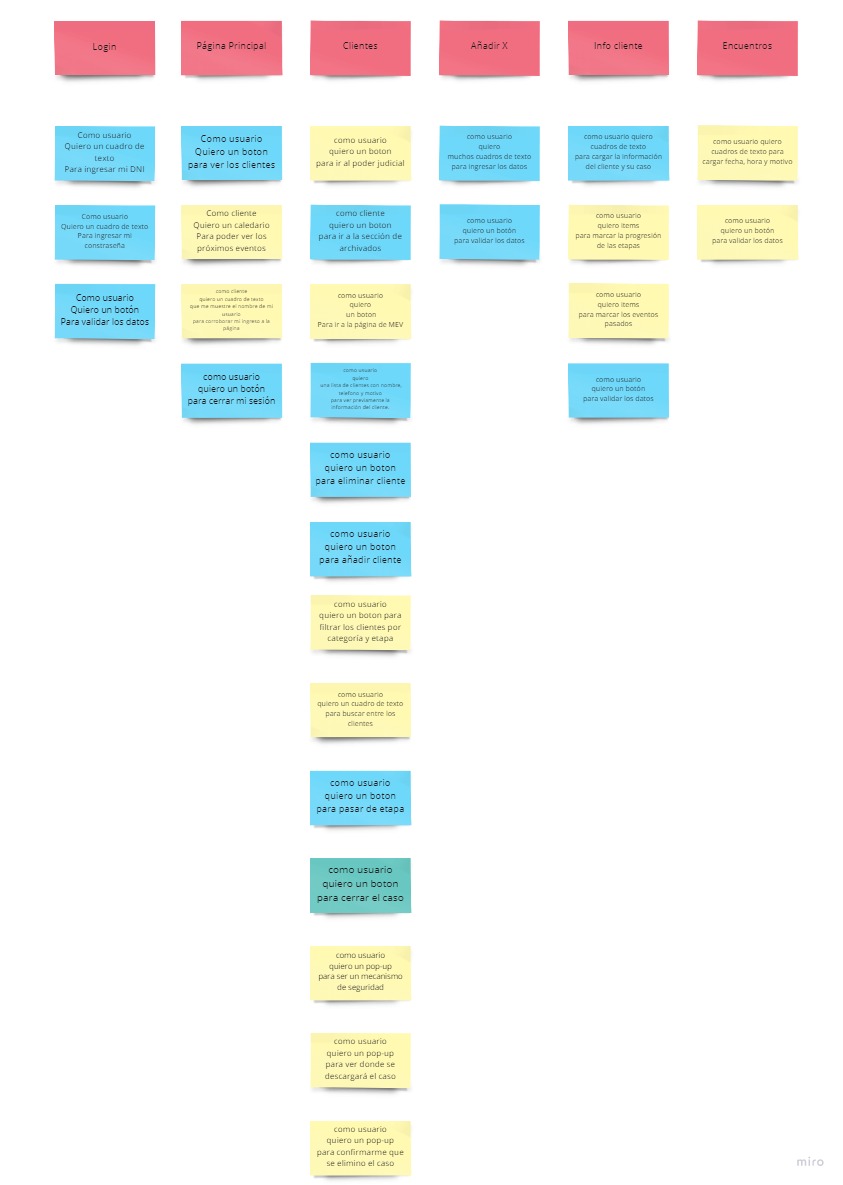 Login
Página Principal
Clientes
Añadir X
Info cliente
Encuentros
Como usuario
Quiero un cuadro de
texto
Para ingresar mi DNI
Como usuario
Quiero un cuadro de texto
Para ingresar mi
constraseña
Como usuario
Quiero un botón
Para validar los datos
Como usuario
Quiero un boton
para ver los clientes
Como cliente
Quiero un caledario
Para poder ver los
próximos eventos
como cliente
quiero un cuadro de texto
que me muestre el nombre de mi
usuario
para corroborar mi ingreso a la
página
como usuario
quiero un botón
para cerrar mi sesión
como usuario
quiero un boton
para ir al poder judicial
como cliente
quiero un boton
para ir a la sección de
archivados
como usuario
quiero
un boton
Para ir a la página de MEV
como usuario
quiero
una lista de clientes con nombre,
telefono y motivo
para ver previamente la
información del cliente.
como usuario
quiero un boton
para eliminar cliente
como usuario
quiero un boton
para añadir cliente
como usuario
quiero un boton para
filtrar los clientes por
categoría y etapa
como usuario
quiero un cuadro de texto
para buscar entre los
clientes
como usuario
quiero un boton
para pasar de etapa
como usuario
quiero un boton
para cerrar el caso
como usuario
quiero un pop-up
para ser un mecanismo
de seguridad
como usuario
quiero un pop-up
para ver donde se
descargará el caso
como usuario
quiero un pop-up
para confirmarme que
se elimino el caso
como usuario
quiero
muchos cuadros de texto
para ingresar los datos
como usuario
quiero un botón
para validar los datos
como usuario quiero
cuadros de texto
para cargar la información
del cliente y su caso
como usuario
quiero items
para marcar la progresión
de las etapas
como usuario
quiero items
para marcar los eventos
pasados
como usuario
quiero un botón
para validar los datos
como usuario quiero
cuadros de texto para
cargar fecha, hora y motivo
como usuario
quiero un botón
para validar los datos
miro